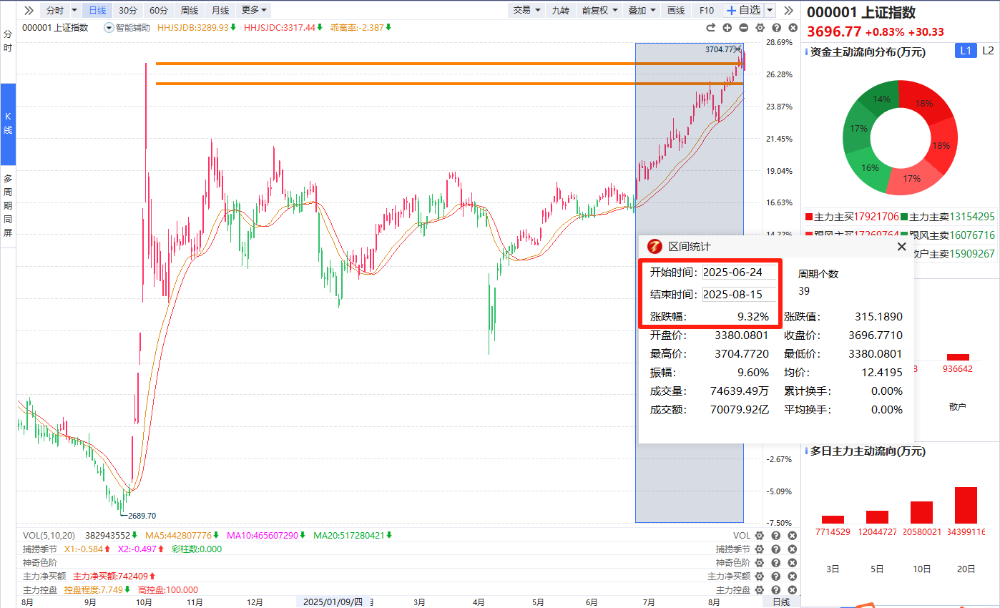 分时 日线 30分 60分 周线 月线 更多 交易 九转 前复权 叠加 画线 F10 自选
000001 上证指数 智能辅助 HHJSJDB:3289.93 HHJSJDC:3317.44 乖离率:-2.387
分时
K线
多周期同屏
3704.77
2689.70
28.69%
26.28%
23.87%
21.45%
19.04%
16.63%
14.22%
-2.67%
-5.09%
-7.50%
000001 上证指数
3696.77 +0.83% +30.33
资金主动流向分布(万元) L1 L2
14%
18%
17%
18%
16%
17%
主力主买17921706 主力主卖13154295
跟风主买17269764 跟风主卖16076716
散户主卖15909267
区间统计
开始时间: 2025-06-24 周期个数
结束时间: 2025-08-15 39
涨跌幅: 9.32% 涨跌值: 315.1890
开盘价: 3380.0801 收盘价: 3696.7710
最高价: 3704.7720 最低价: 3380.0801
振幅: 9.60% 均价: 12.4195
成交量: 74639.49万 累计换手: 0.00%
成交额: 70079.92亿 平均换手: 0.00%
936642
散户
多日主力主动流向(万元)
7714529 12044727 20580021 34399116
3日 5日 10日 20日
VOL(5,10,20) 382943552 MA5:442807776 MA10:465607290 MA20:517280421 VOL
捕捞季节 X1:-0.584 X2:-0.497 彩柱数:0.000 捕捞季节
神奇色阶 神奇色阶
主力净买额 主力净买额:742409 主力净买额
主力控盘 控盘程度:7.749 高控盘:100.000 主力控盘
8月 9月 10月 11月 12月 2025/01/09/四 3月 4月 5月 6月 7月 8月 日线